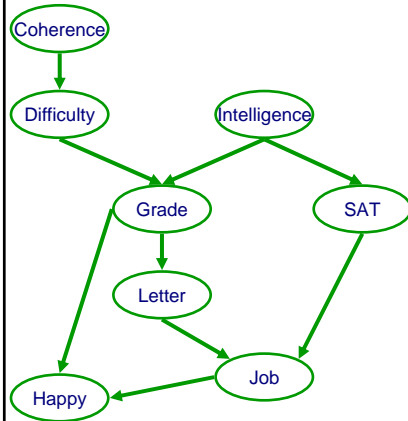 Coherence
Difficulty
Intelligence
Grade
SAT
Letter
Job
Happy